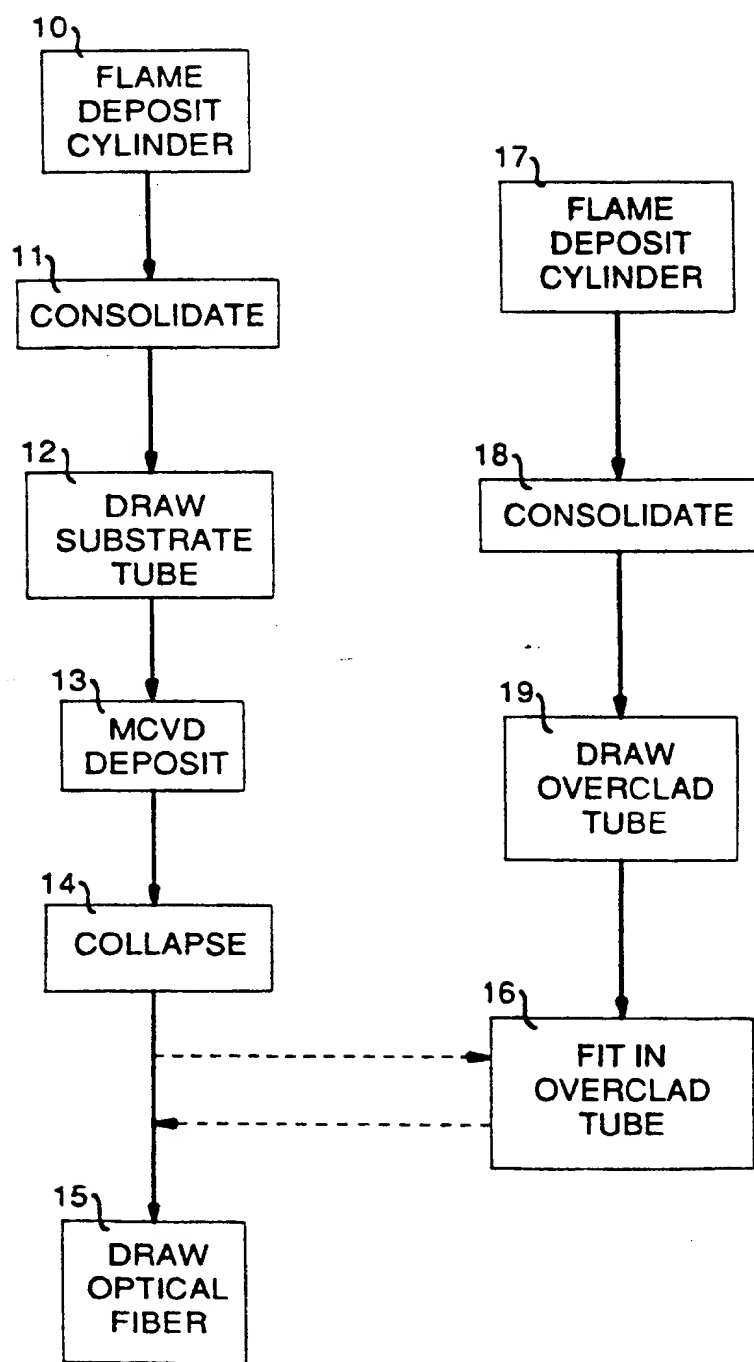 10
FLAME
DEPOSIT
CYLINDER
11
CONSOLIDATE
12
DRAW
SUBSTRATE
TUBE
13
MCVD
DEPOSIT
14
COLLAPSE
15
DRAW
OPTICAL
FIBER
17
FLAME
DEPOSIT
CYLINDER
18
CONSOLIDATE
19
DRAW
OVERCLAD
TUBE
16
FIT IN
OVERCLAD
TUBE